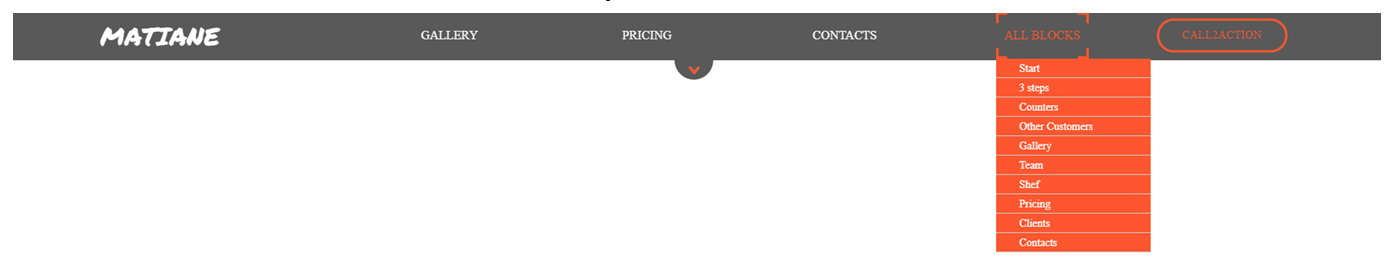 MATIANE GALLERY PRICING CONTACTS ALL BLOCKS CALL2ACTION
Start
3 steps
Counters
Other Customers
Gallery
Team
Shef
Pricing
Clients
Contacts